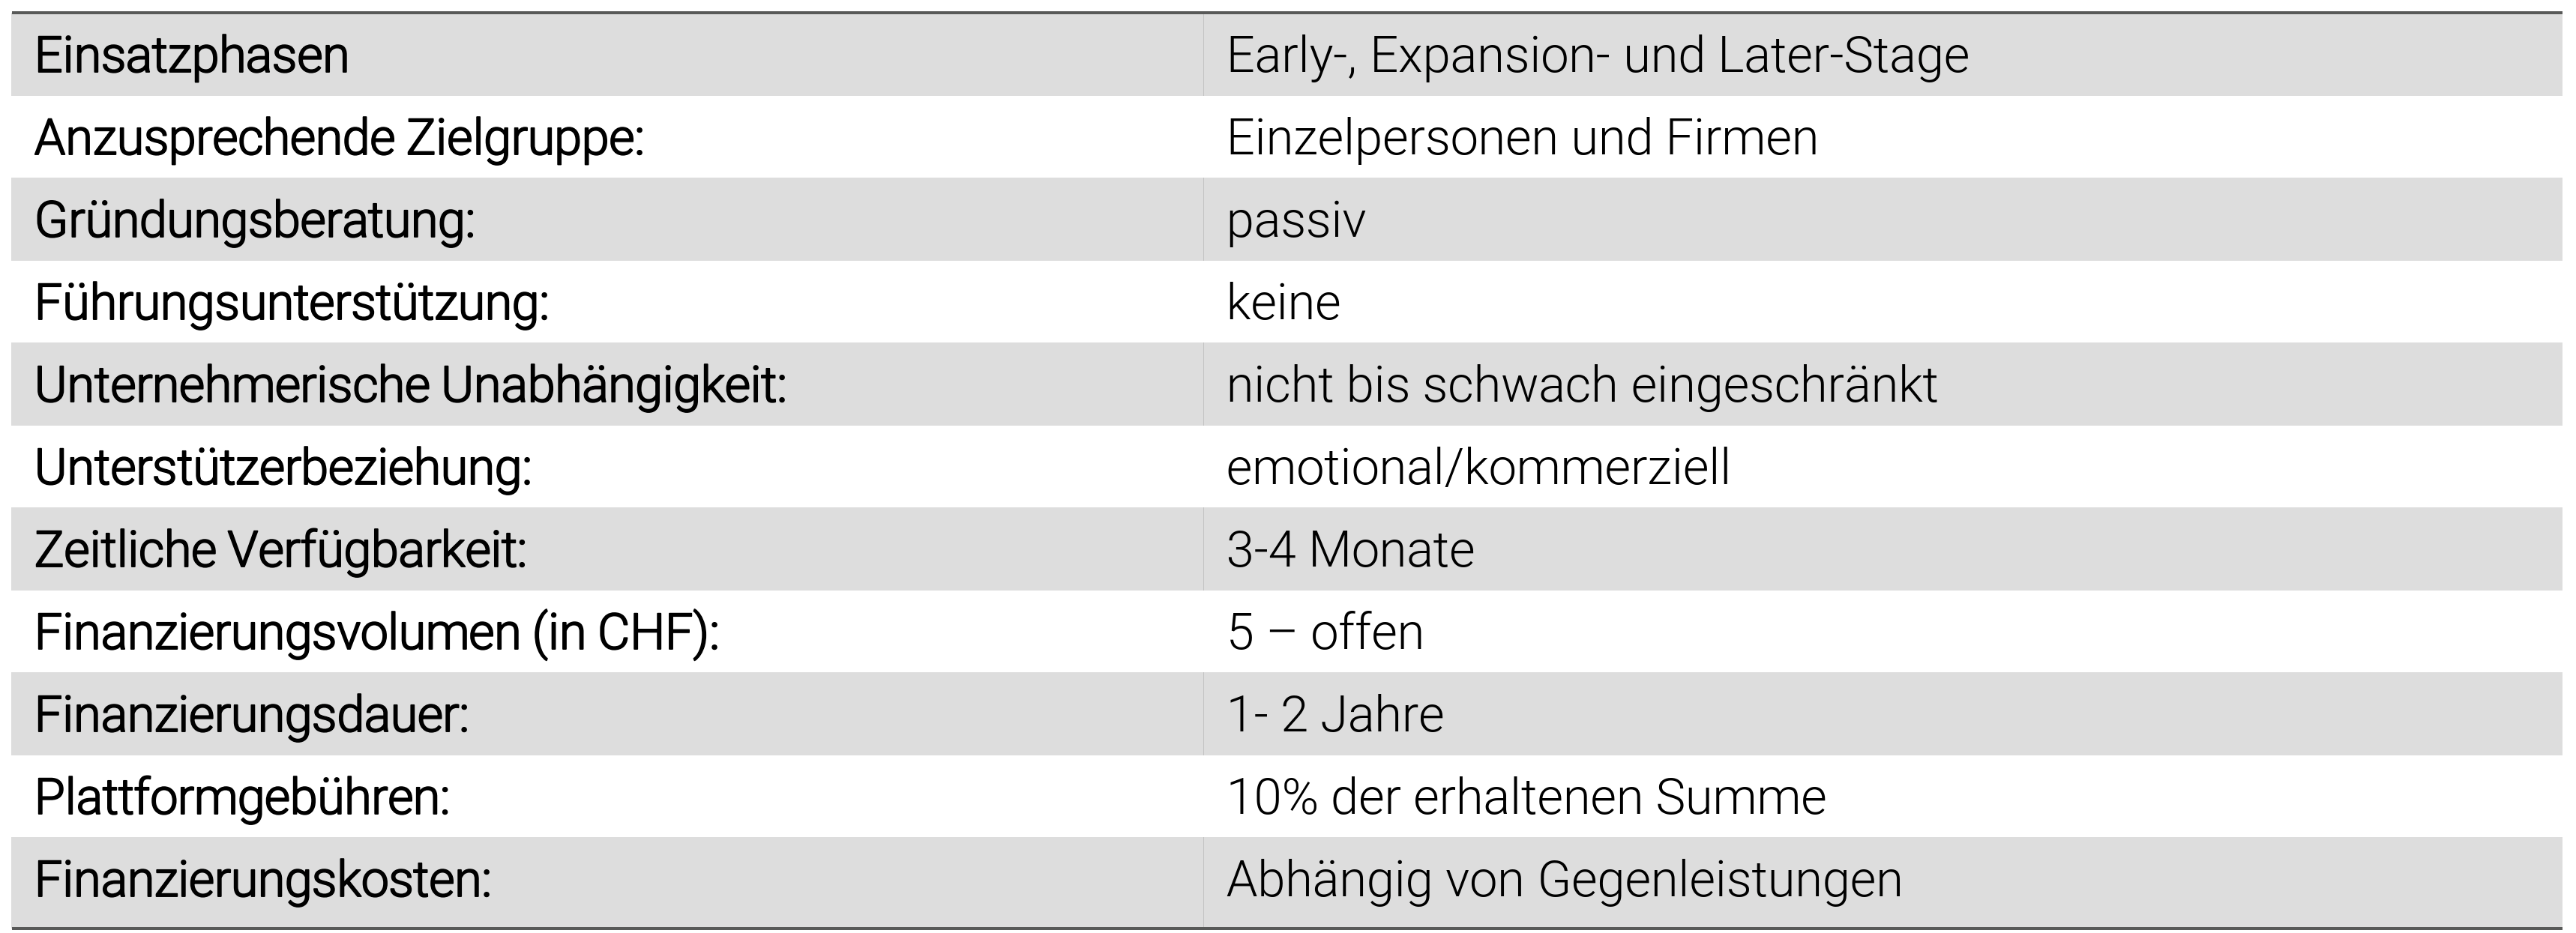 Einsatzphasen Early-, Expansion- und Later-Stage
Anzusprechende Zielgruppe: Einzelpersonen und Firmen
Gründungsberatung: passiv
Führungsunterstützung: keine
Unternehmerische Unabhängigkeit: nicht bis schwach eingeschränkt
Unterstützerbeziehung: emotional/kommerziell
Zeitliche Verfügbarkeit: 3-4 Monate
Finanzierungsvolumen (in CHF): 5 – offen
Finanzierungsdauer: 1- 2 Jahre
Plattformgebühren: 10% der erhaltenen Summe
Finanzierungskosten: Abhängig von Gegenleistungen